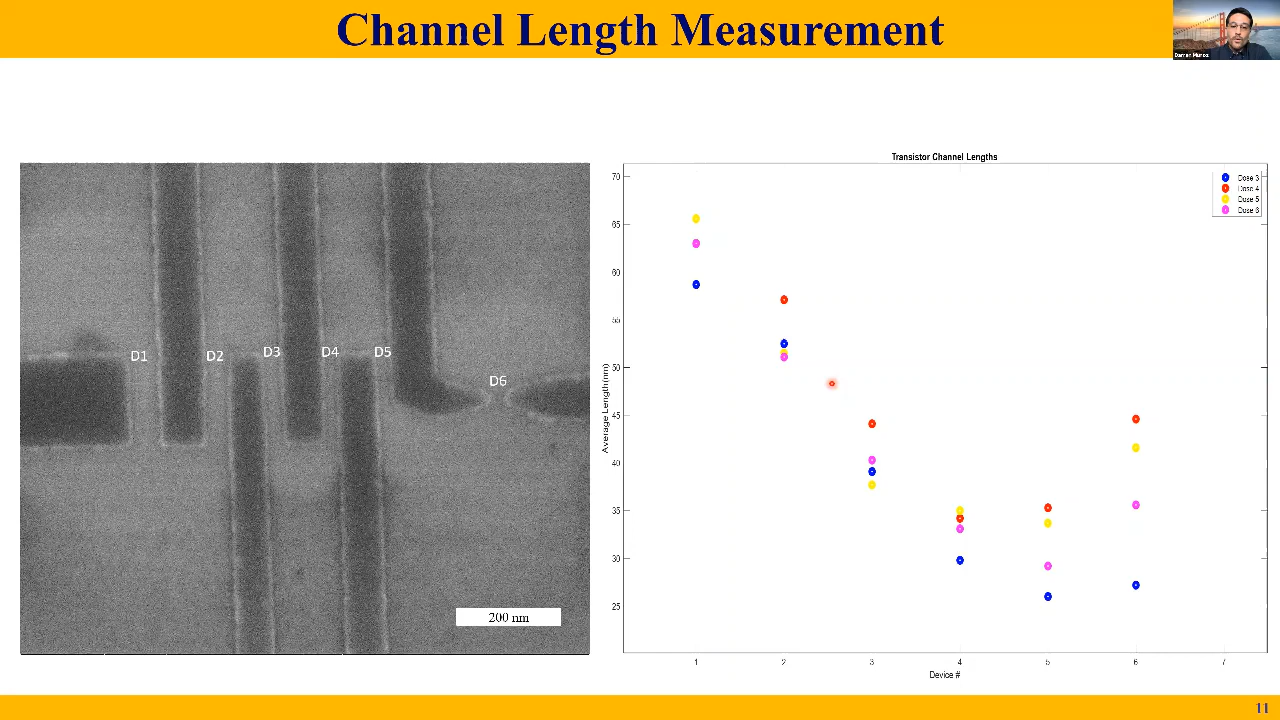 Channel Length Measurement
Damon Munoz
D1
D2
D3
D4
D5
D6
200 nm
Transistor Channel Lengths
Dose 3
Dose 4
Dose 5
Dose 6
70
65
60
55
50
45
40
35
30
25
Average Length(nm)
1 2 3 4 5 6 7
Device #
11